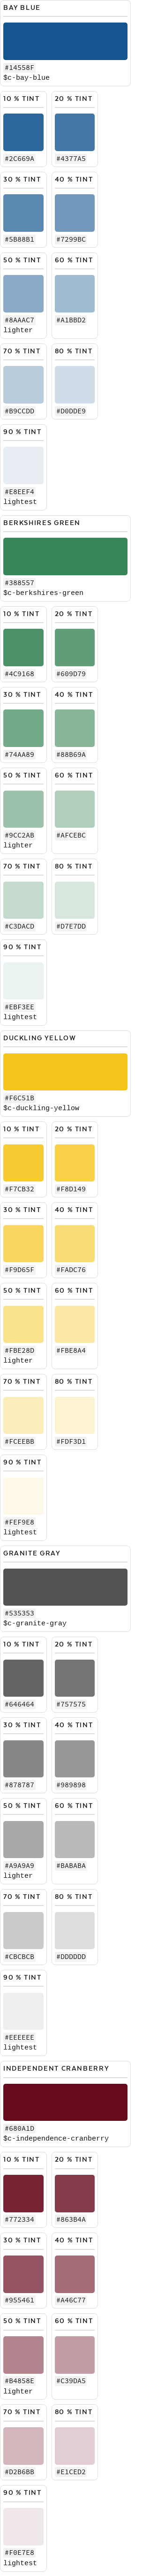 BAY BLUE
#14558F
$c-bay-blue
10 % TINT
#2C669A
20 % TINT
#4377A5
30 % TINT
#5B88B1
40 % TINT
#7299BC
50 % TINT
#8AAAC7
lighter
60 % TINT
#A1BBD2
70 % TINT
#B9CCDD
80 % TINT
#D0DDE9
90 % TINT
#E8EEF4
lightest
BERKSHIRES GREEN
#388557
$c-berkshires-green
10 % TINT
#4C9168
20 % TINT
#609D79
30 % TINT
#74AA89
40 % TINT
#88B69A
50 % TINT
#9CC2AB
lighter
60 % TINT
#AFCEBC
70 % TINT
#C3DACD
80 % TINT
#D7E7DD
90 % TINT
#EBF3EE
lightest
DUCKLING YELLOW
#F6C51B
$c-duckling-yellow
10 % TINT
#F7CB32
20 % TINT
#F8D149
30 % TINT
#F9D65F
40 % TINT
#FADC76
50 % TINT
#FBE28D
lighter
60 % TINT
#FBE8A4
70 % TINT
#FCEEBB
80 % TINT
#FDF3D1
90 % TINT
#FEF9E8
lightest
GRANITE GRAY
#535353
$c-granite-gray
10 % TINT
#646464
20 % TINT
#757575
30 % TINT
#878787
40 % TINT
#989898
50 % TINT
#A9A9A9
lighter
60 % TINT
#BABABA
70 % TINT
#CBCBCB
80 % TINT
#DDDDDD
90 % TINT
#EEEEEE
lightest
INDEPENDENT CRANBERRY
#680A1D
$c-independence-cranberry
10 % TINT
#772334
20 % TINT
#863B4A
30 % TINT
#955461
40 % TINT
#A46C77
50 % TINT
#B4858E
lighter
60 % TINT
#C39DA5
70 % TINT
#D2B6BB
80 % TINT
#E1CED2
90 % TINT
#F0E7E8
lightest